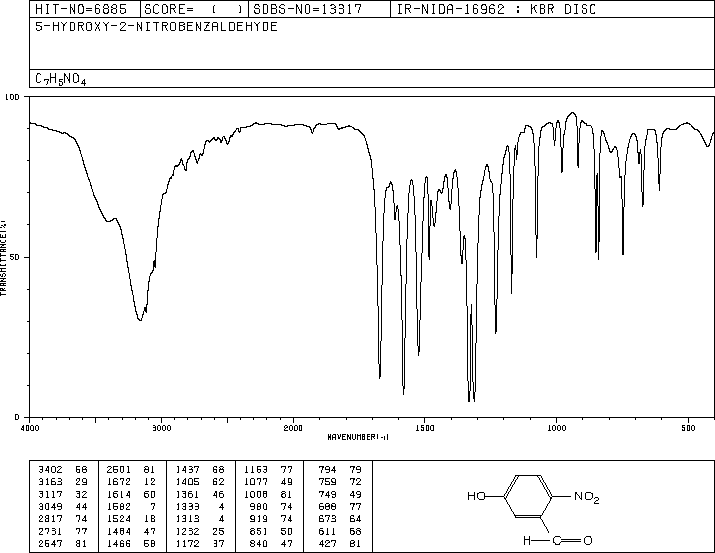 HIT-NO=6885 SCORE= ( ) SDBS-NO=13317 IR-NIDA-16962 : KBR DISC
5-HYDROXY-2-NITROBENZALDEHYDE
C7H5NO4
100
50
0
TRANSMITTANCE(%)
4000 3000 2000 1500 1000 500
WAVENUMBER(-1)
3402 58 2501 81 1437 68 1153 77 794 79
3163 29 1672 12 1405 62 1077 49 759 72
3117 32 1614 60 1361 46 1008 81 749 49
3049 44 1582 7 1333 4 980 74 688 77
2817 74 1524 18 1313 4 919 74 673 64
2731 77 1484 47 1232 25 851 50 611 68
2647 81 1466 58 1172 37 840 47 427 81
HO NO2
H C O